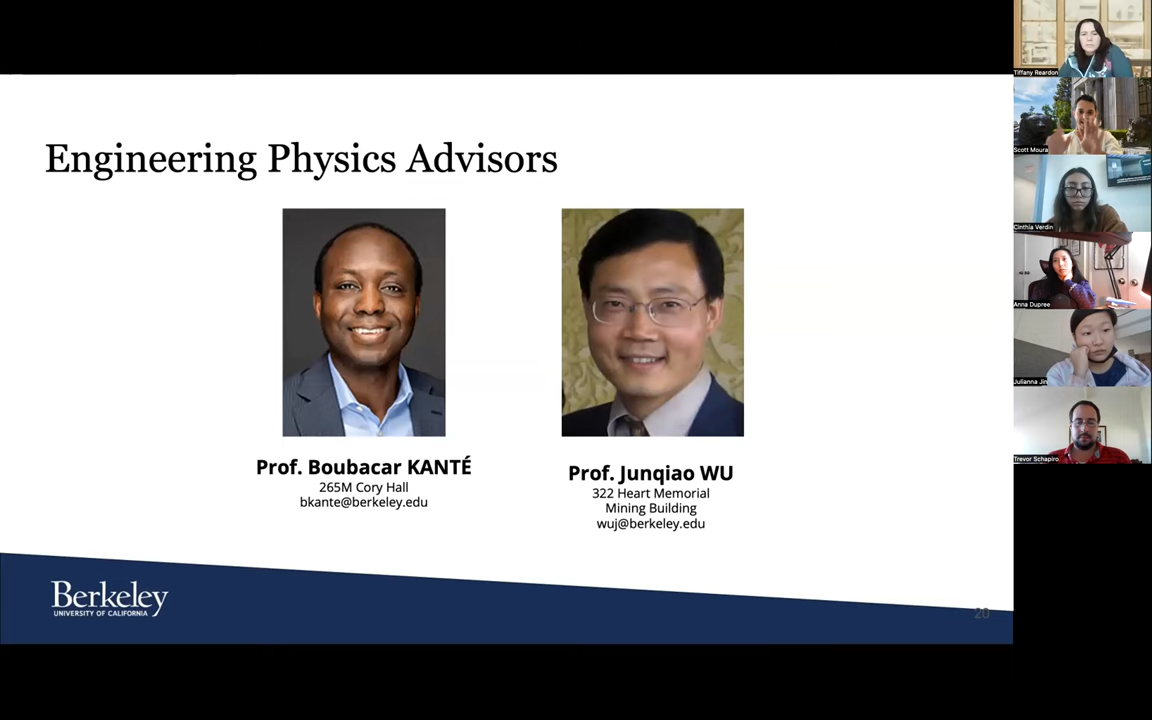 Engineering Physics Advisors
Prof. Boubacar KANTÉ
265M Cory Hall
bkante@berkeley.edu
Prof. Junqiao WU
322 Heart Memorial
Mining Building
wuj@berkeley.edu
Berkeley
UNIVERSITY OF CALIFORNIA
20
Tiffany Reardon
Scott Moura
Cinthia Verdin
Anna Dupree
Julianna Jin
Trevor Schapiro